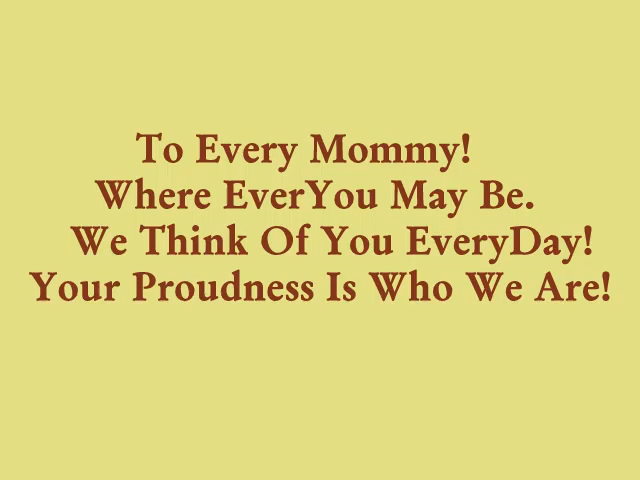 To Every Mommy!
Where EverYou May Be.
We Think Of You EveryDay!
Your Proudness Is Who We Are!